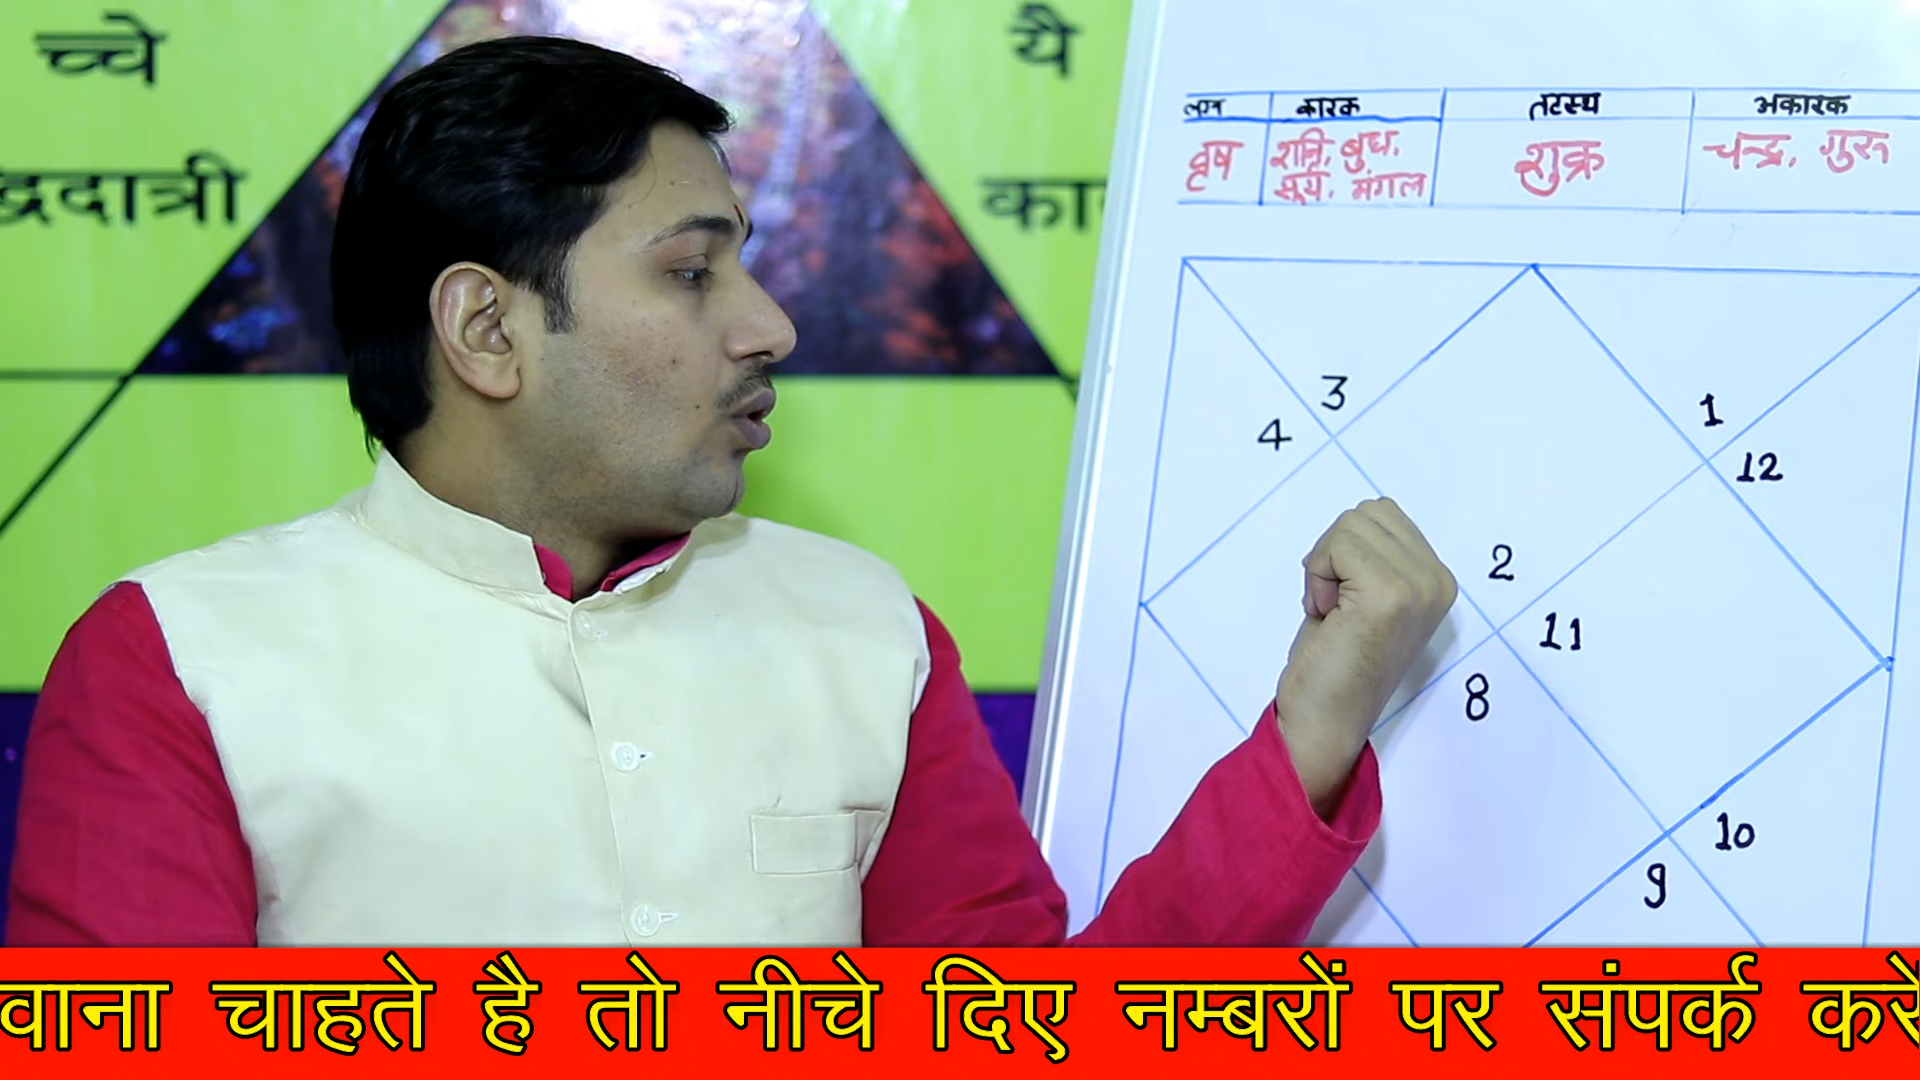 च्चे
यै
द्धिदात्री
का
लग्न कारक तटस्थ अकारक
वृष शनि, बुध, शुक्र चन्द्र, गुरू
सूर्य, मंगल
3
1
4
12
2
11
8
10
9
वाना चाहते है तो नीचे दिए नम्बरों पर संपर्क करे